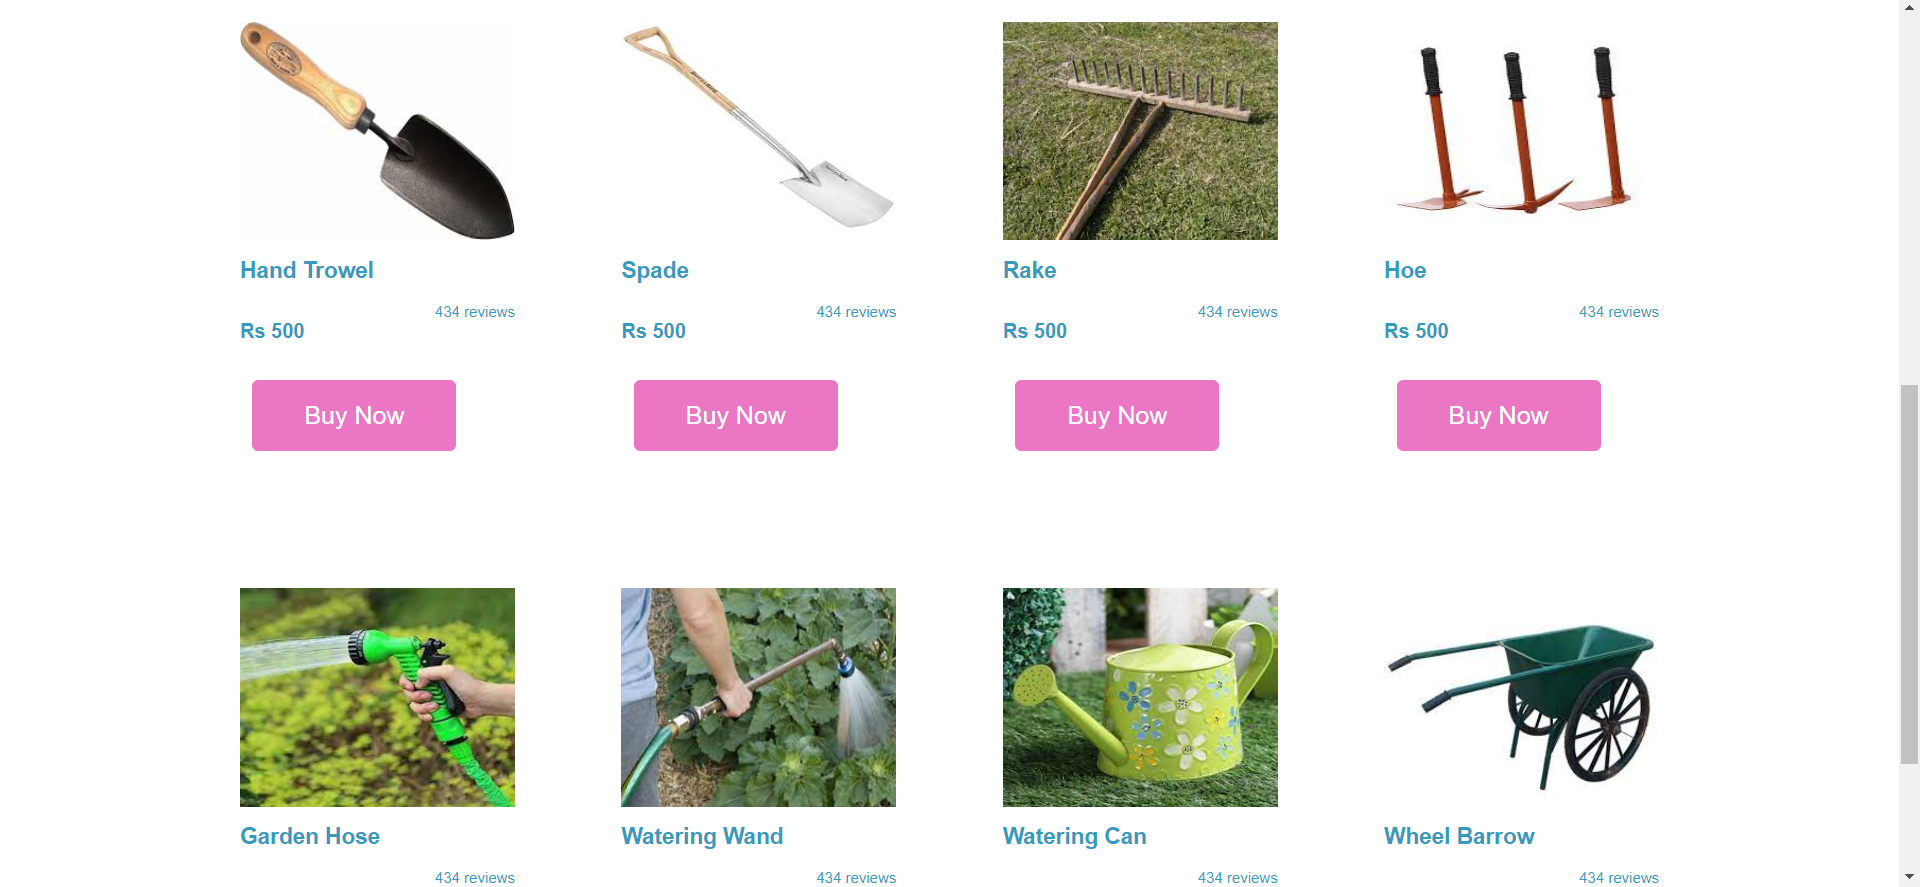 Hand Trowel
Spade
Rake
Hoe
434 reviews
434 reviews
434 reviews
434 reviews
Rs 500
Rs 500
Rs 500
Rs 500
Buy Now
Buy Now
Buy Now
Buy Now
Garden Hose
Watering Wand
Watering Can
Wheel Barrow
434 reviews
434 reviews
434 reviews
434 reviews